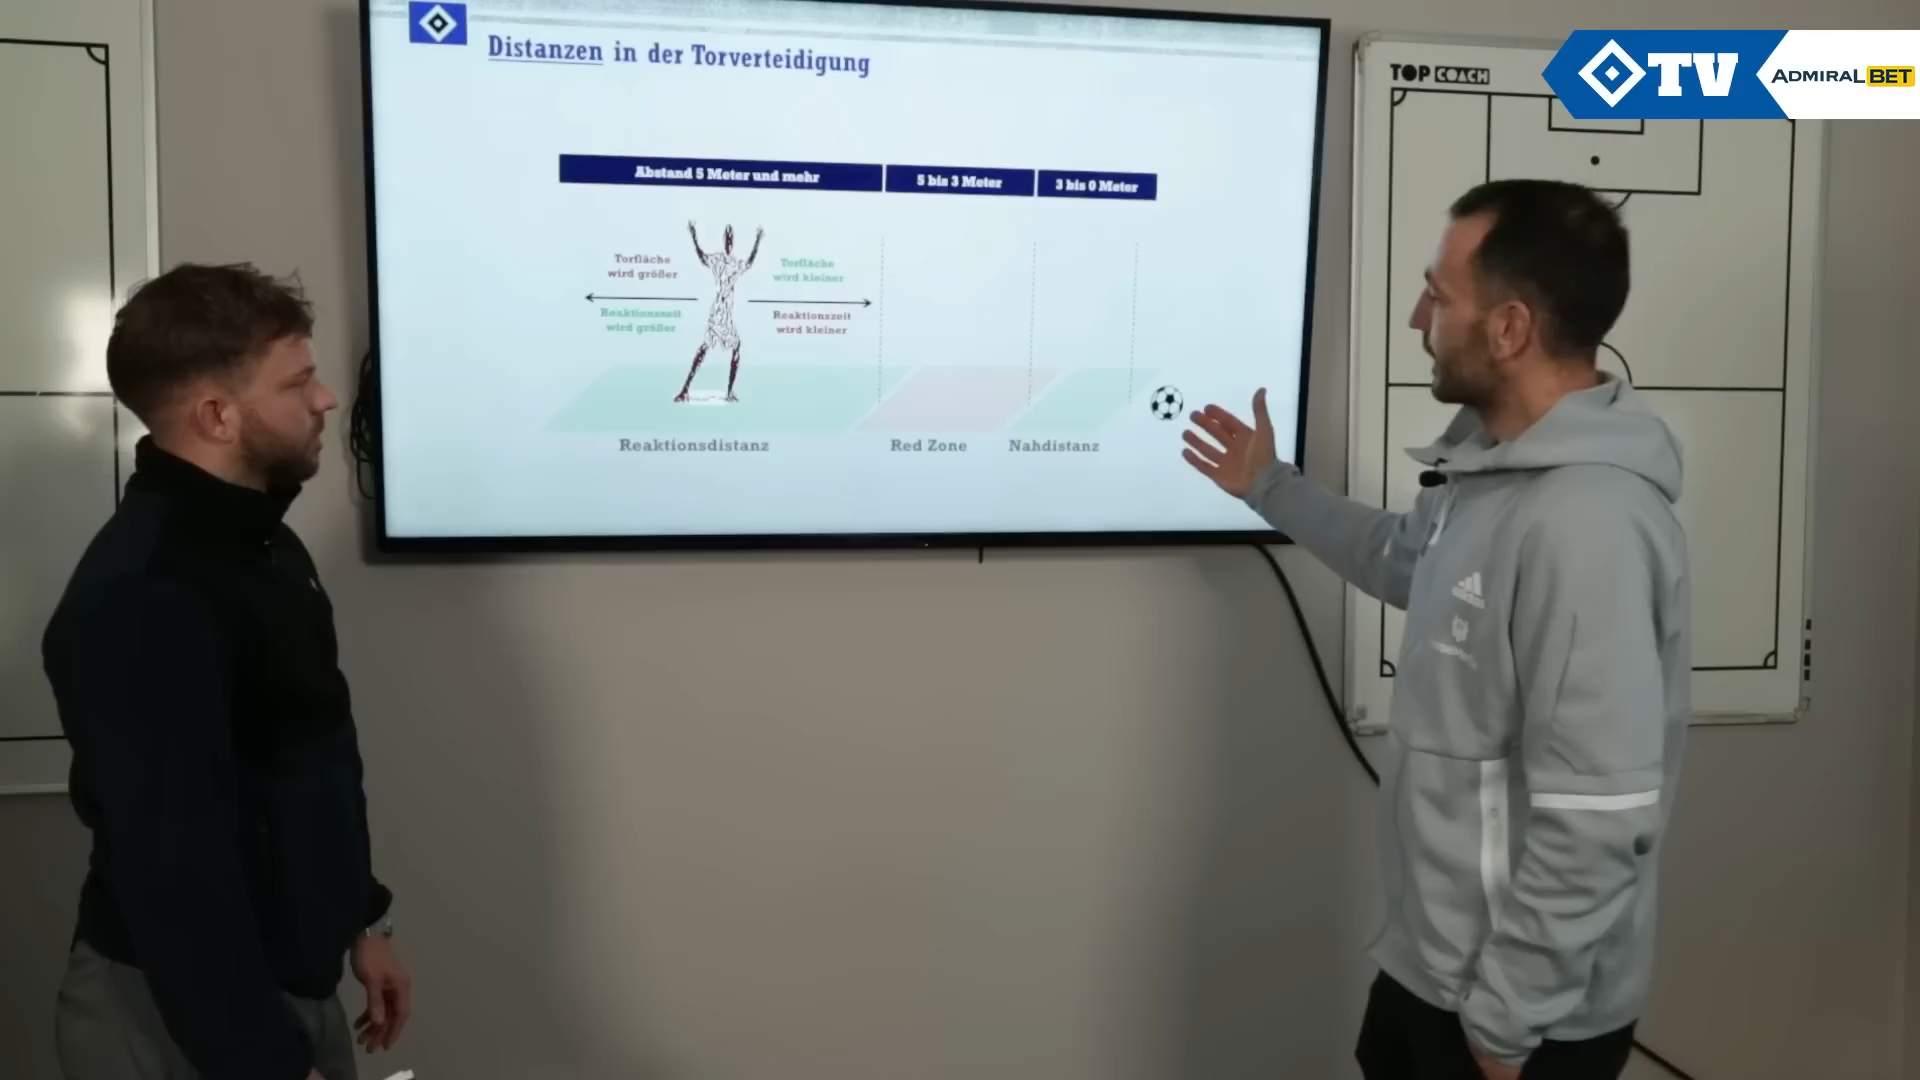 Distanzen in der Torverteidigung
TV
ADMIRALBET
TOP COACH
Abstand 5 Meter und mehr
5 bis 3 Meter
3 bis 0 Meter
Torfläche
wird größer
Torfläche
wird kleiner
Reaktionszeit
wird größer
Reaktionszeit
wird kleiner
Reaktionsdistanz
Red Zone
Nahdistanz